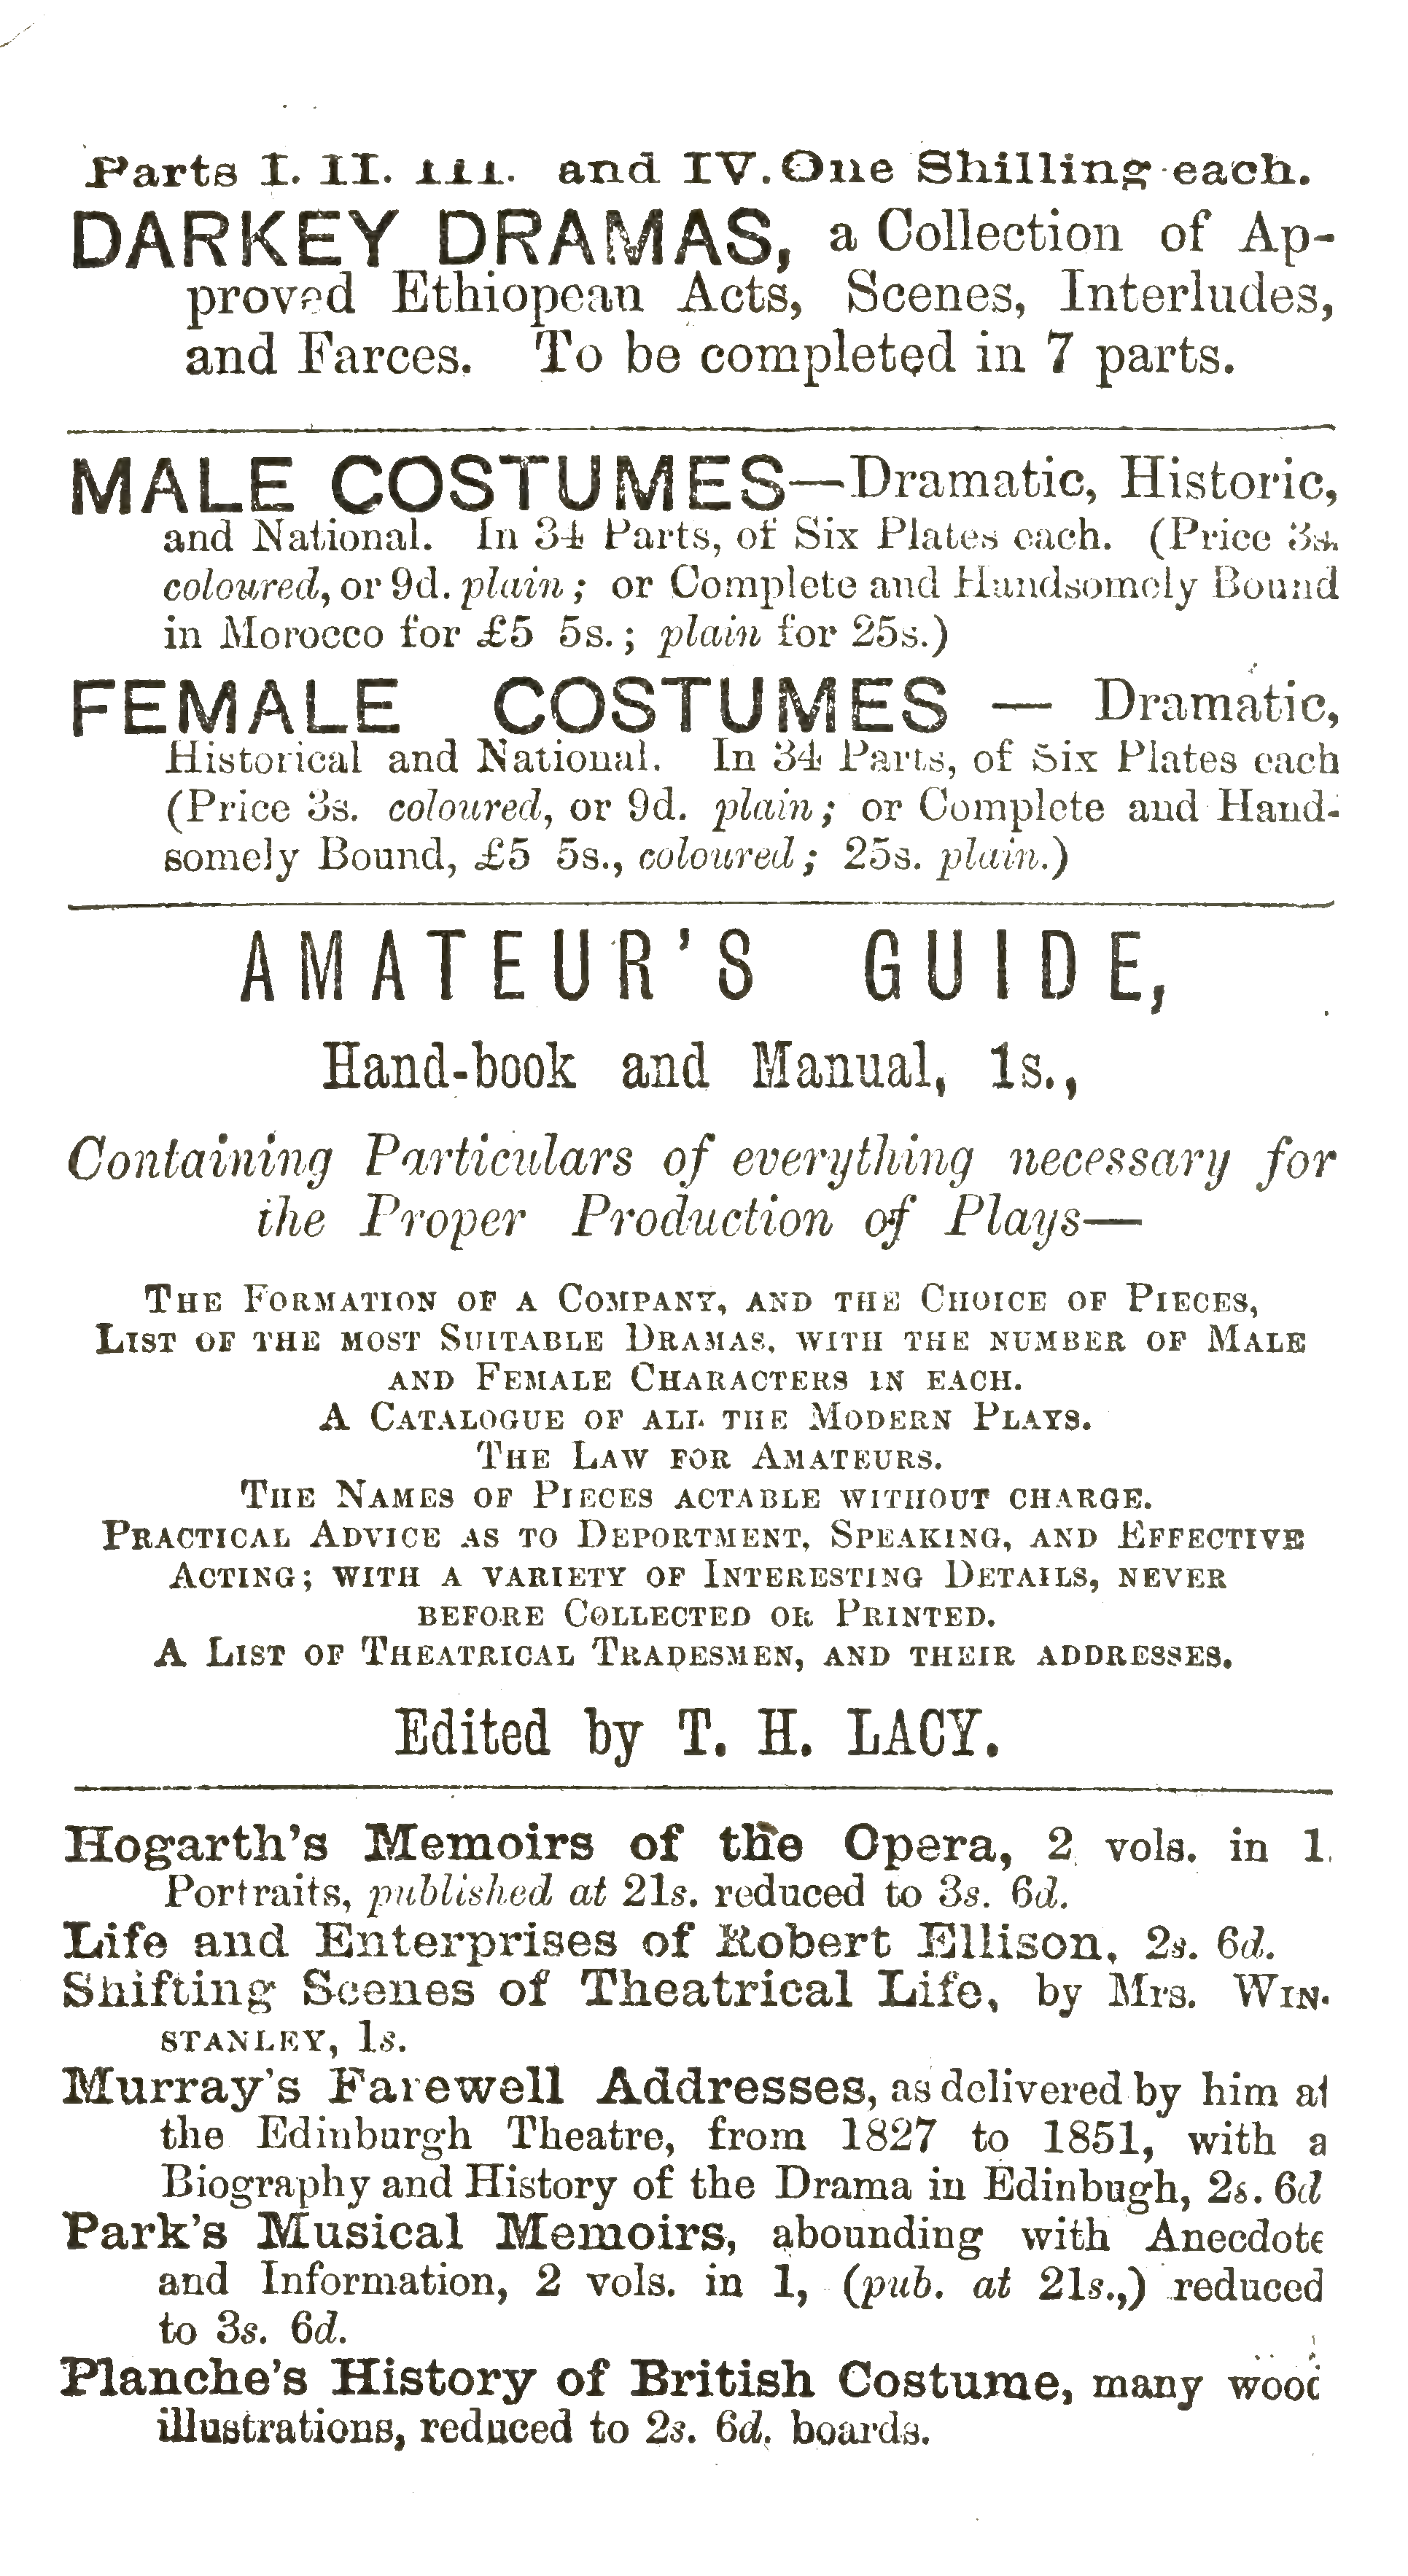 Parts I. II. iii. and IV. One Shilling each.
DARKEY DRAMAS, a Collection of Ap-
proved Ethiopean Acts, Scenes, Interludes,
and Farces. To be completed in 7 parts.
MALE COSTUMES—Dramatic, Historic,
and National. In 34 Parts, of Six Plates each. (Price 3s.
coloured, or 9d. plain; or Complete and Handsomely Bound
in Morocco for £5 5s.; plain for 25s.)
FEMALE COSTUMES — Dramatic,
Historical and National. In 34 Parts, of Six Plates each
(Price 3s. coloured, or 9d. plain; or Complete and Hand-
somely Bound, £5 5s., coloured; 25s. plain.)
AMATEUR'S GUIDE,
Hand-book and Manual, 1s.,
Containing Particulars of everything necessary for
the Proper Production of Plays—
THE FORMATION OF A COMPANY, AND THE CHOICE OF PIECES,
LIST OF THE MOST SUITABLE DRAMAS, WITH THE NUMBER OF MALE
AND FEMALE CHARACTERS IN EACH.
A CATALOGUE OF ALL THE MODERN PLAYS.
THE LAW FOR AMATEURS.
THE NAMES OF PIECES ACTABLE WITHOUT CHARGE.
PRACTICAL ADVICE AS TO DEPORTMENT, SPEAKING, AND EFFECTIVE
ACTING; WITH A VARIETY OF INTERESTING DETAILS, NEVER
BEFORE COLLECTED OR PRINTED.
A LIST OF THEATRICAL TRADESMEN, AND THEIR ADDRESSES.
Edited by T. H. LACY.
Hogarth's Memoirs of the Opera, 2 vols. in 1.
Portraits, published at 21s. reduced to 3s. 6d.
Life and Enterprises of Robert Ellison, 2s. 6d.
Shifting Scenes of Theatrical Life, by Mrs. WIN-
STANLEY, 1s.
Murray's Farewell Addresses, as delivered by him at
the Edinburgh Theatre, from 1827 to 1851, with a
Biography and History of the Drama in Edinbugh, 2s. 6d
Park's Musical Memoirs, abounding with Anecdote
and Information, 2 vols. in 1, (pub. at 21s.,) reduced
to 3s. 6d.
Planche's History of British Costume, many wood
illustrations, reduced to 2s. 6d. boards.